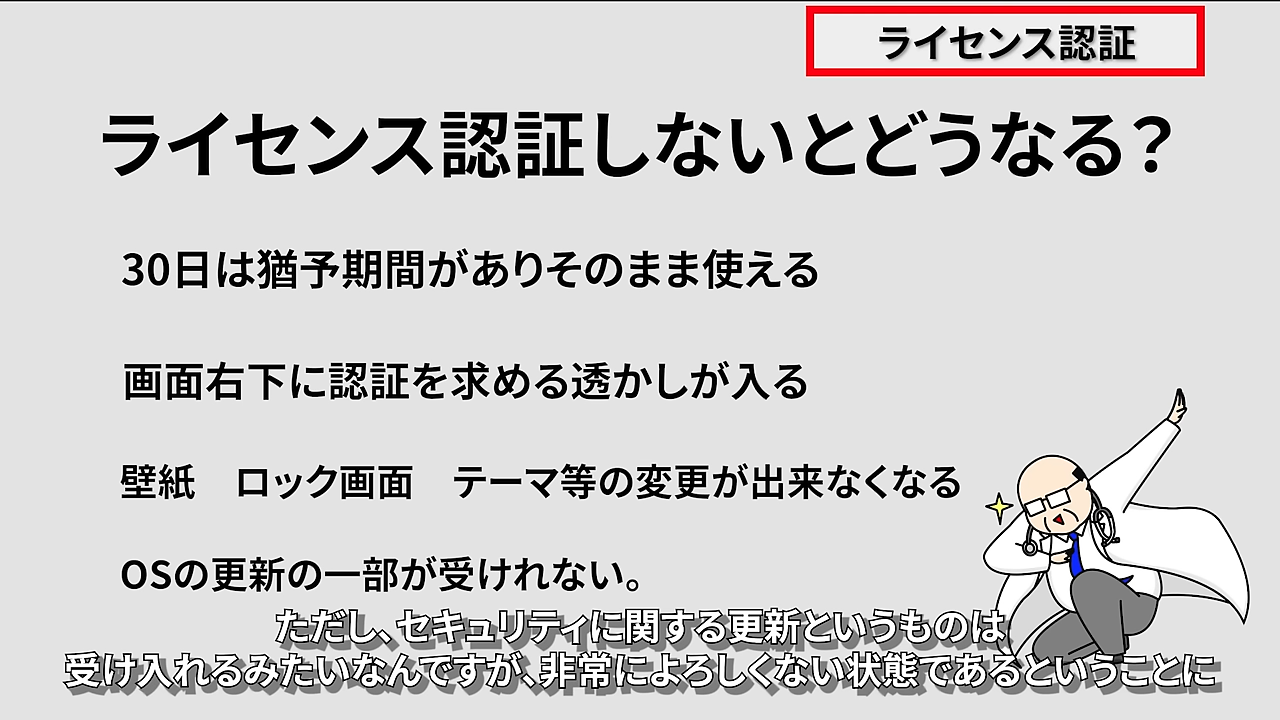 ライセンス認証
ライセンス認証しないとどうなる？
30日は猶予期間がありそのまま使える
画面右下に認証を求める透かしが入る
壁紙　ロック画面　テーマ等の変更が出来なくなる
OSの更新の一部が受けれない。
ただし、セキュリティに関する更新というものは
受け入れるみたいなんですが、非常によろしくない状態であるということに